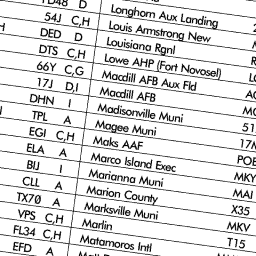 TD48 D Longhorn Aux Landing
54J C,H Louis Armstrong New
DED D Louisiana Rgnl
DTS C,H Lowe AHP (Fort Novosel)
66Y C,G Macdill AFB Aux Fld
17J D,I Macdill AFB
DHN I Madisonville Muni 51
TPL A Magee Muni 17M
EGI C,H Maks AAF POE
ELA A Marco Island Exec MKY
BIJ I Marianna Muni MAI
CLL A Marion County X35
TX70 A Marksville Muni MKV
VPS C,H Marlin T15
FL34 C,H Matamoros Intl
EFD A